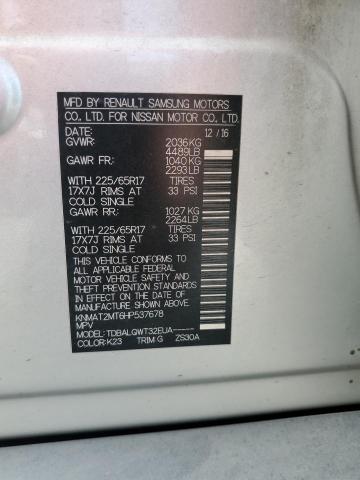 MFD BY RENAULT SAMSUNG MOTORS
CO., LTD. FOR NISSAN MOTOR CO., LTD.
DATE: 12/16
GVWR: 2036KG
4489LB
GAWR FR: 1040KG
2293LB
WITH 225/65R17 TIRES
17X7J RIMS AT 33 PSI
COLD SINGLE
GAWR RR: 1027KG
2264LB
WITH 225/65R17 TIRES
17X7J RIMS AT 33 PSI
COLD SINGLE
THIS VEHICLE CONFORMS TO
ALL APPLICABLE FEDERAL
MOTOR VEHICLE SAFETY AND
THEFT PREVENTION STANDARDS
IN EFFECT ON THE DATE OF
MANUFACTURE SHOWN ABOVE.
KNMAT2MT6HP537678
MPV
MODEL:TDBALQWT32EUA-----
COLOR:K23 TRIM G ZS30A